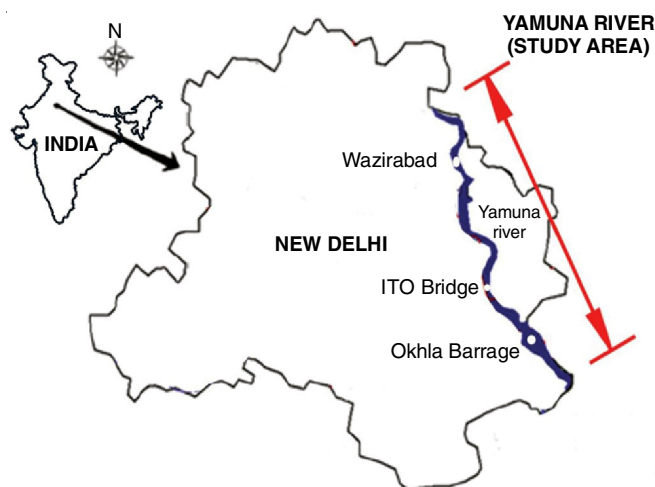 YAMUNA RIVER
(STUDY AREA)
N
INDIA
Wazirabad
Yamuna
river
NEW DELHI
ITO Bridge
Okhla Barrage